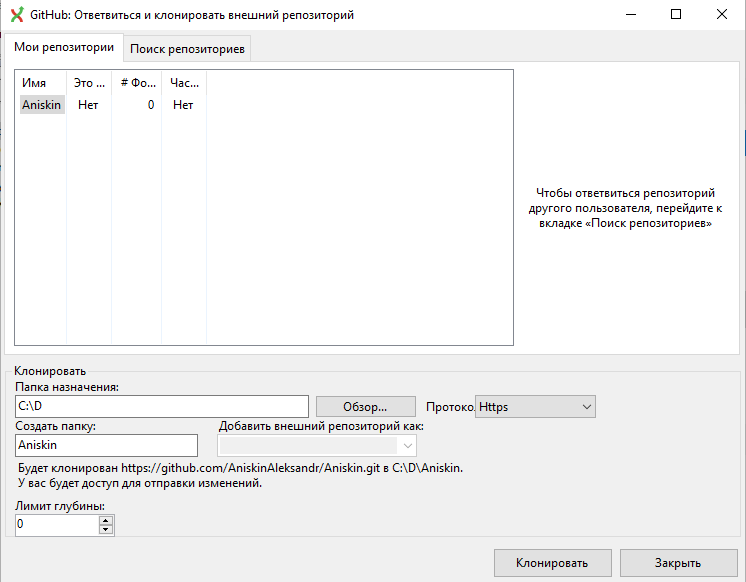 GitHub: Ответвиться и клонировать внешний репозиторий
Мои репозитории Поиск репозиториев
Имя Это ... # Фо... Час...
Aniskin Нет 0 Нет
Чтобы ответвиться репозиторий
другого пользователя, перейдите к
вкладке «Поиск репозиториев»
Клонировать
Папка назначения:
C:\D Обзор... Протоко. Https
Создать папку: Добавить внешний репозиторий как:
Aniskin
Будет клонирован https://github.com/AniskinAleksandr/Aniskin.git в C:\D\Aniskin.
У вас будет доступ для отправки изменений.
Лимит глубины:
0
Клонировать Закрыть